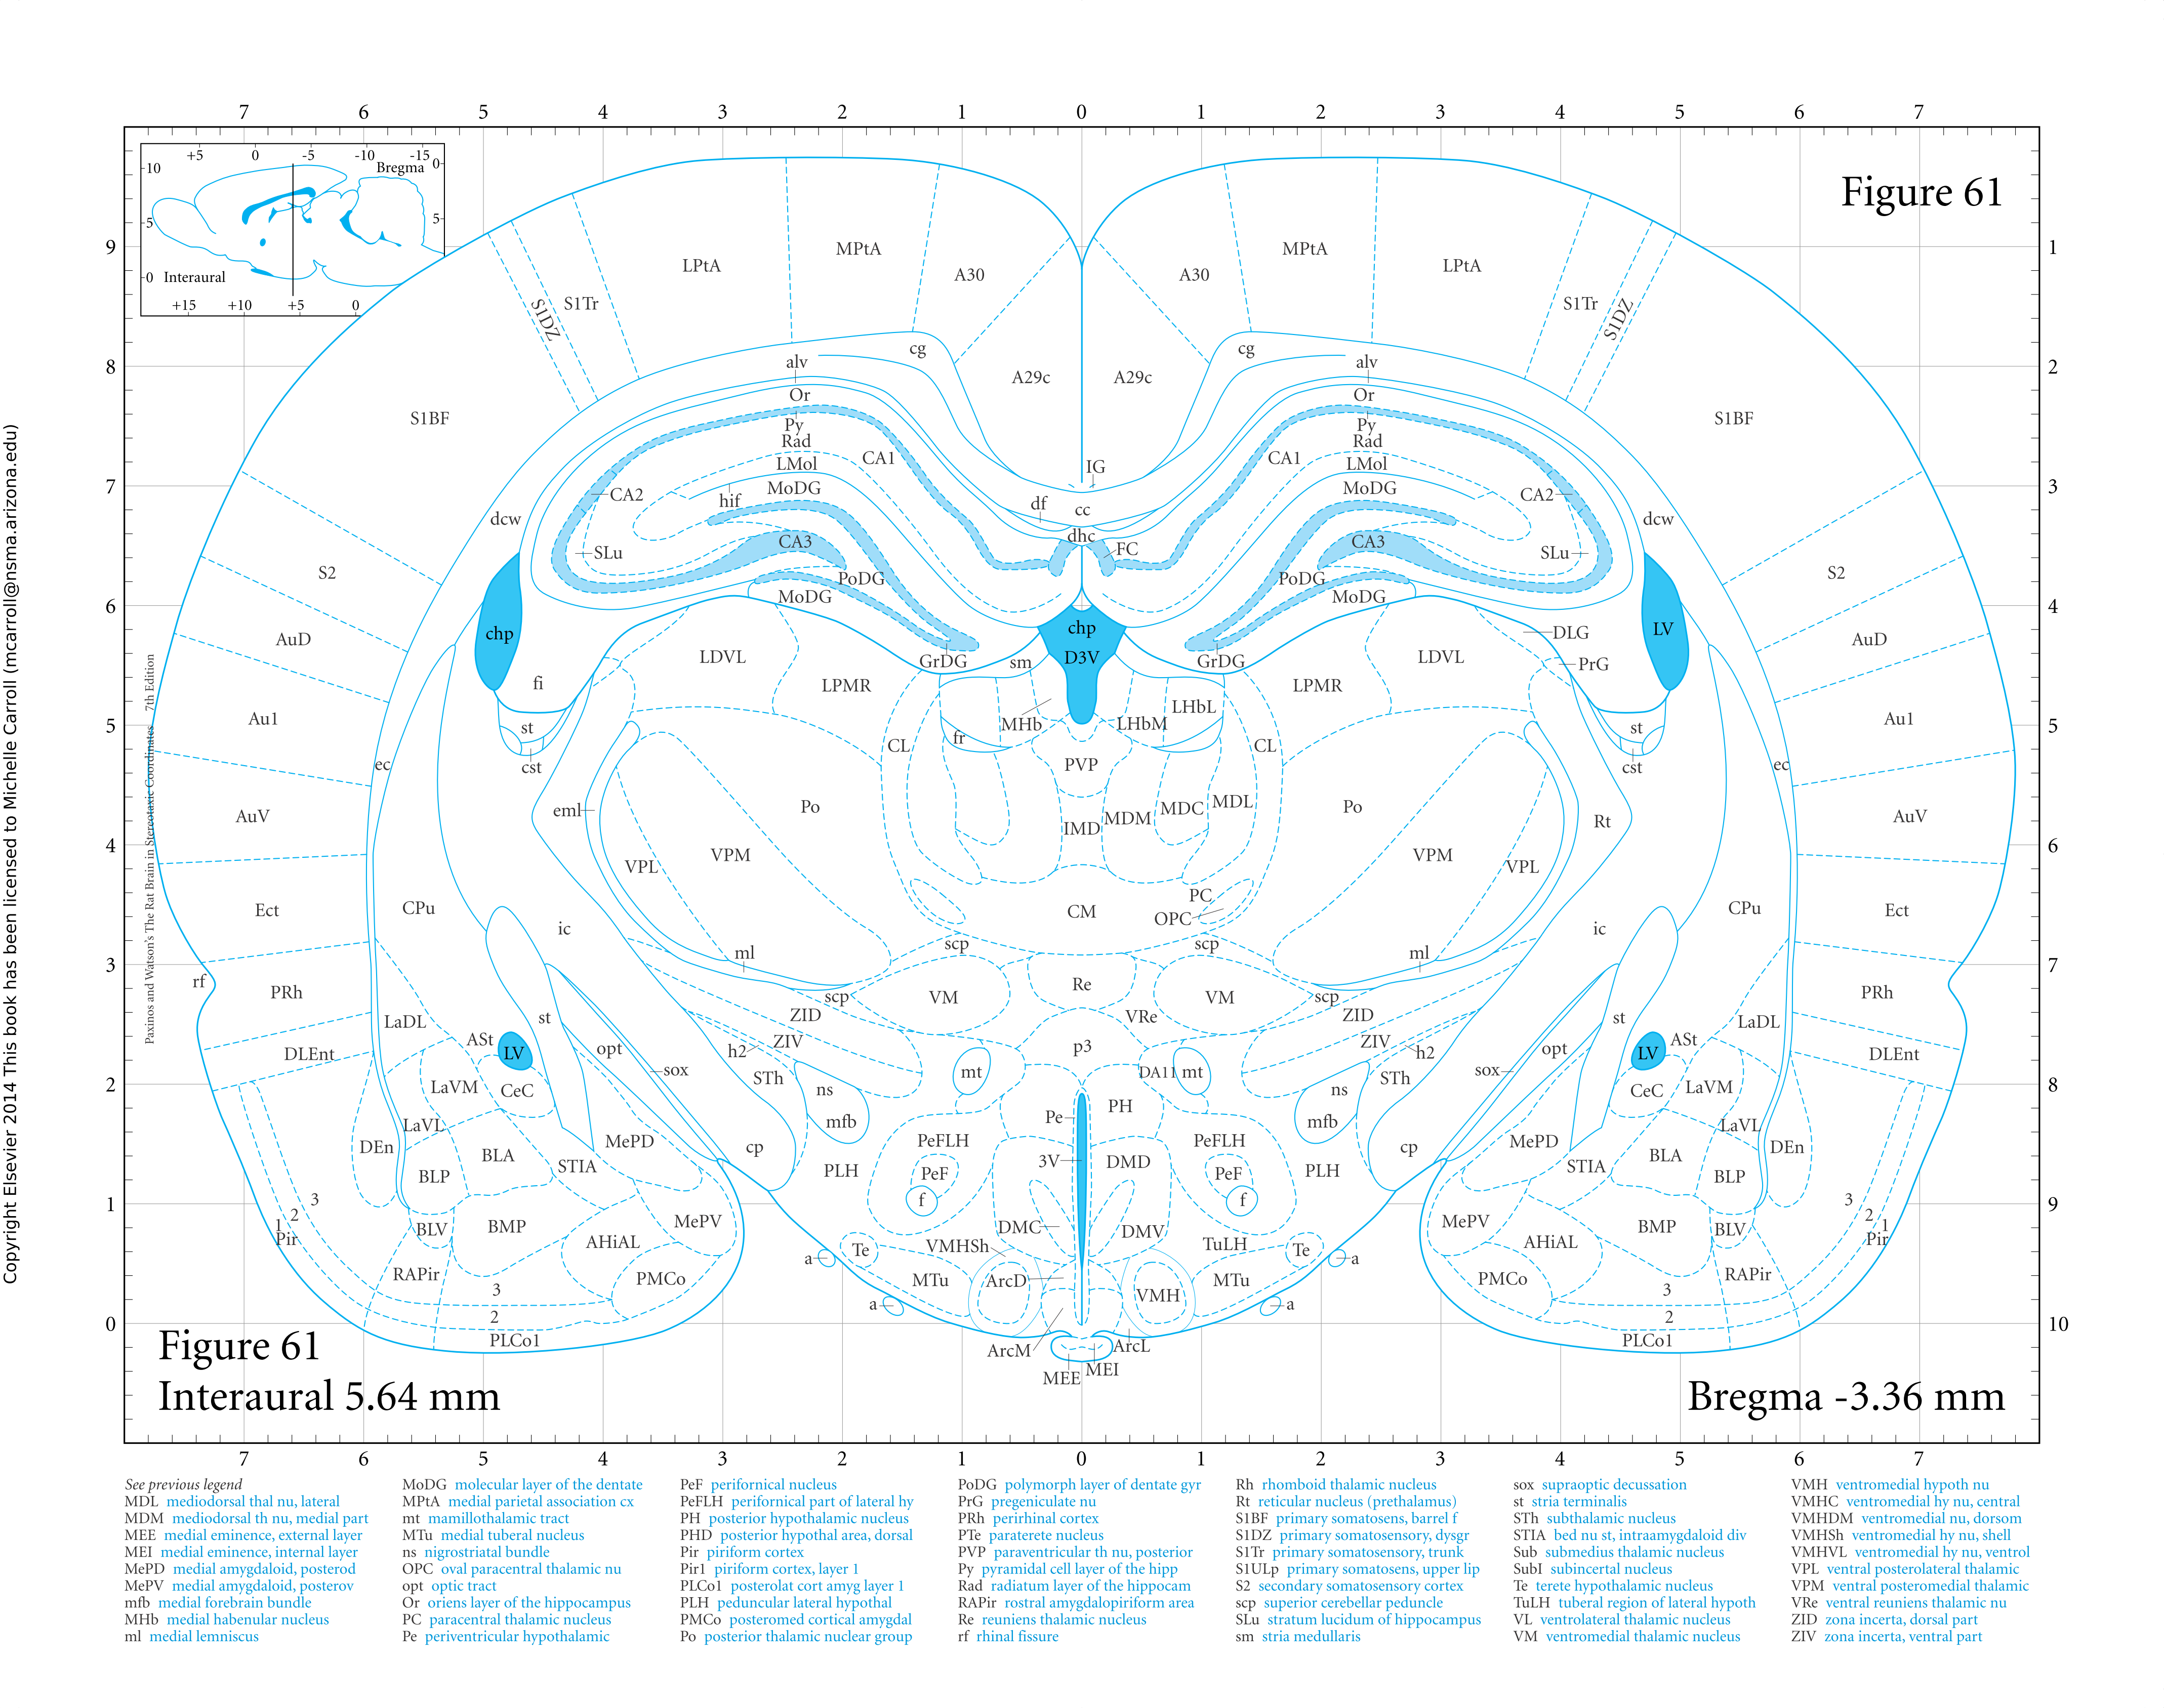 7 6 5 4 3 2 1 0 1 2 3 4 5 6 7
+5 0 -5 -10 -15
10 Bregma 0
5 5
0 Interaural
+15 +10 +5 0
Figure 61
9 1
MPtA MPtA
LPtA A30 A30 LPtA
S1Tr S1Tr
S1DZ S1DZ
cg cg
8 alv alv 2
A29c A29c
Or Or
S1BF Py Py S1BF
Rad Rad
CA1 CA1
LMol IG LMol
7 MoDG MoDG 3
CA2 hif df CA2
cc
dcw dcw
dhc
CA3 FC CA3
SLu SLu
S2 PoDG PoDG S2
MoDG MoDG
6 4
chp chp LV
AuD DLG AuD
LDVL GrDG sm D3V GrDG LDVL PrG
fi LPMR LPMR
LHbL
Au1 st MHb LHbM st Au1
5 fr 5
CL CL
ec cst PVP cst ec
eml Po MDC MDL Po
AuV MDM Rt AuV
IMD
4 6
VPL VPM VPM VPL
PC
Ect CPu CM OPC CPu Ect
ic ic
ml scp scp ml
3 7
rf PRh Re PRh
scp VM VM scp
LaDL st ZID VRe ZID st LaDL
ASt ZIV ZIV ASt
DLEnt LV opt h2 p3 h2 opt LV DLEnt
sox mt DA11 mt sox
2 STh STh 8
LaVM CeC ns ns CeC LaVM
PH
LaVL mfb Pe mfb LaVL
DEn MePD PeFLH PeFLH MePD DEn
BLA cp cp BLA
STIA 3V DMD STIA
BLP PLH PeF PeF PLH BLP
1 3 f f 3 9
2 2
1 BLV BMP MePV DMC DMV MePV BMP BLV 1
Pir AHiAL Te VMHSh TuLH Te AHiAL Pir
a a
RAPir PMCo MTu ArcD VMH MTu PMCo RAPir
3 3
a a
0 2 2 10
PLCo1 ArcM ArcL PLCo1
MEE MEI
Figure 61
Interaural 5.64 mm
Bregma -3.36 mm
7 6 5 4 3 2 1 0 1 2 3 4 5 6 7
Copyright Elsevier 2014 This book has been licensed to Michelle Carroll (mcarroll@nsma.arizona.edu)
Paxinos and Watson's The Rat Brain in Stereotaxic Coordinates 7th Edition
See previous legend
MDL mediodorsal thal nu, lateral
MDM mediodorsal th nu, medial part
MEE medial eminence, external layer
MEI medial eminence, internal layer
MePD medial amygdaloid, posterod
MePV medial amygdaloid, posterov
mfb medial forebrain bundle
MHb medial habenular nucleus
ml medial lemniscus
MoDG molecular layer of the dentate
MPtA medial parietal association cx
mt mamillothalamic tract
MTu medial tuberal nucleus
ns nigrostriatal bundle
OPC oval paracentral thalamic nu
opt optic tract
Or oriens layer of the hippocampus
PC paracentral thalamic nucleus
Pe periventricular hypothalamic
PeF perifornical nucleus
PeFLH perifornical part of lateral hy
PH posterior hypothalamic nucleus
PHD posterior hypothal area, dorsal
Pir piriform cortex
Pir1 piriform cortex, layer 1
PLCo1 posterolat cort amyg layer 1
PLH peduncular lateral hypothal
PMCo posteromed cortical amygdal
Po posterior thalamic nuclear group
PoDG polymorph layer of dentate gyr
PrG pregeniculate nu
PRh perirhinal cortex
PTe paraterete nucleus
PVP paraventricular th nu, posterior
Py pyramidal cell layer of the hipp
Rad radiatum layer of the hippocam
RAPir rostral amygdalopiriform area
Re reuniens thalamic nucleus
rf rhinal fissure
Rh rhomboid thalamic nucleus
Rt reticular nucleus (prethalamus)
S1BF primary somatosens, barrel f
S1DZ primary somatosensory, dysgr
S1Tr primary somatosensory, trunk
S1ULp primary somatosens, upper lip
S2 secondary somatosensory cortex
scp superior cerebellar peduncle
SLu stratum lucidum of hippocampus
sm stria medullaris
sox supraoptic decussation
st stria terminalis
STh subthalamic nucleus
STIA bed nu st, intraamygdaloid div
Sub submedius thalamic nucleus
SubI subincertal nucleus
Te terete hypothalamic nucleus
TuLH tuberal region of lateral hypoth
VL ventrolateral thalamic nucleus
VM ventromedial thalamic nucleus
VMH ventromedial hypoth nu
VMHC ventromedial hy nu, central
VMHDM ventromedial nu, dorsom
VMHSh ventromedial hy nu, shell
VMHVL ventromedial hy nu, ventrol
VPL ventral posterolateral thalamic
VPM ventral posteromedial thalamic
VRe ventral reuniens thalamic nu
ZID zona incerta, dorsal part
ZIV zona incerta, ventral part